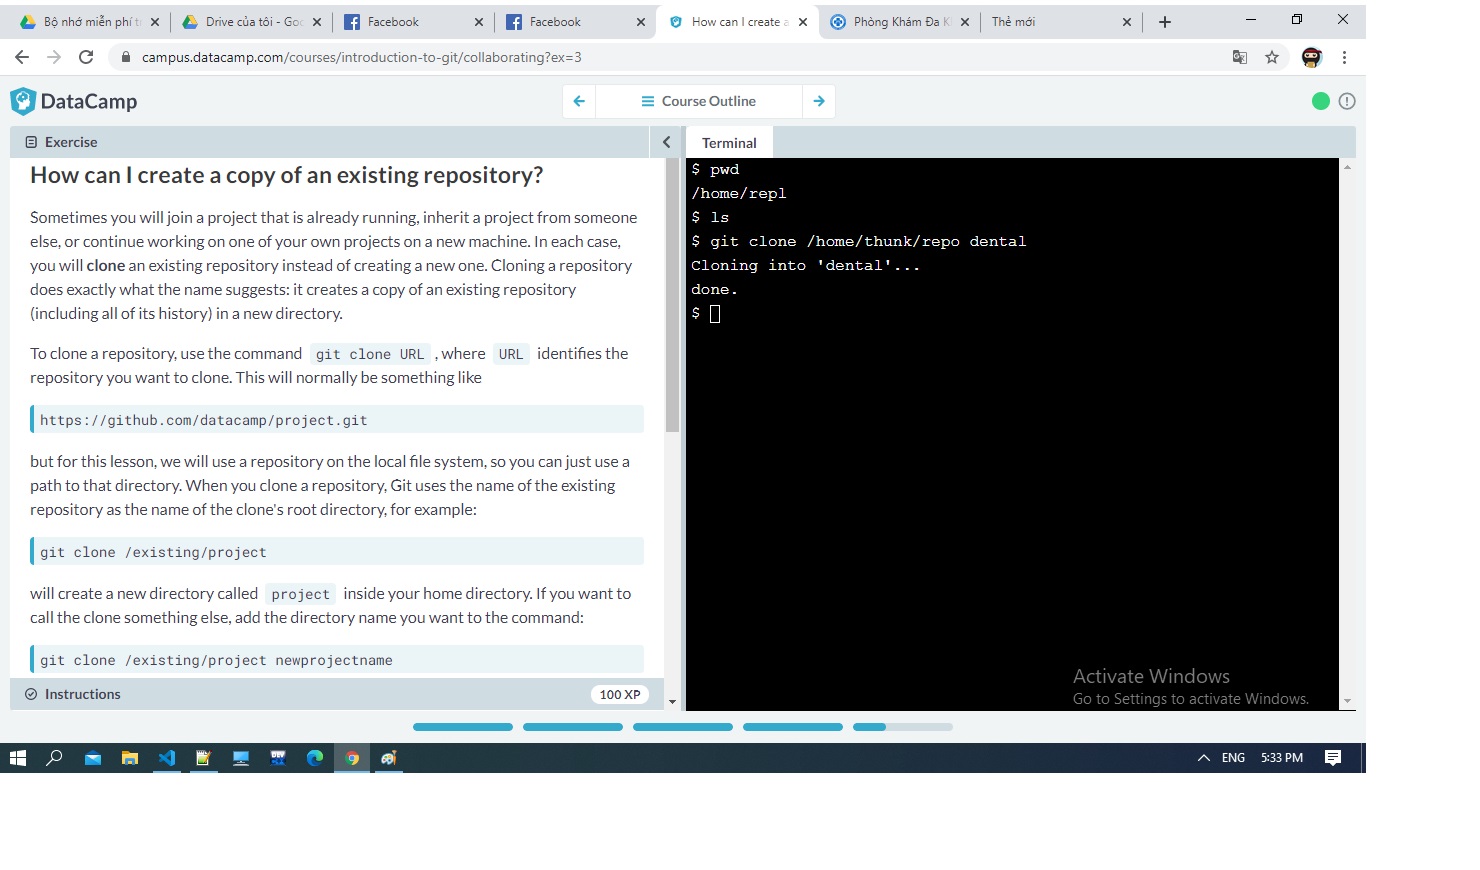 Bộ nhớ miễn phí t
Drive của tôi - Goo
Facebook
Facebook
How can I create a
Phòng Khám Đa K
Thẻ mới
campus.datacamp.com/courses/introduction-to-git/collaborating?ex=3
DataCamp
Course Outline
Exercise
Terminal
How can I create a copy of an existing repository?
Sometimes you will join a project that is already running, inherit a project from someone
else, or continue working on one of your own projects on a new machine. In each case,
you will clone an existing repository instead of creating a new one. Cloning a repository
does exactly what the name suggests: it creates a copy of an existing repository
(including all of its history) in a new directory.
To clone a repository, use the command git clone URL , where URL identifies the
repository you want to clone. This will normally be something like
https://github.com/datacamp/project.git
but for this lesson, we will use a repository on the local file system, so you can just use a
path to that directory. When you clone a repository, Git uses the name of the existing
repository as the name of the clone's root directory, for example:
git clone /existing/project
will create a new directory called project inside your home directory. If you want to
call the clone something else, add the directory name you want to the command:
git clone /existing/project newprojectname
Instructions
100 XP
$ pwd
/home/repl
$ ls
$ git clone /home/thunk/repo dental
Cloning into 'dental'...
done.
$
Activate Windows
Go to Settings to activate Windows.
ENG
5:33 PM